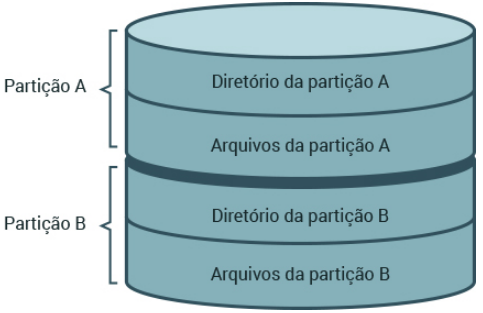 Partição A
Diretório da partição A
Arquivos da partição A
Partição B
Diretório da partição B
Arquivos da partição B